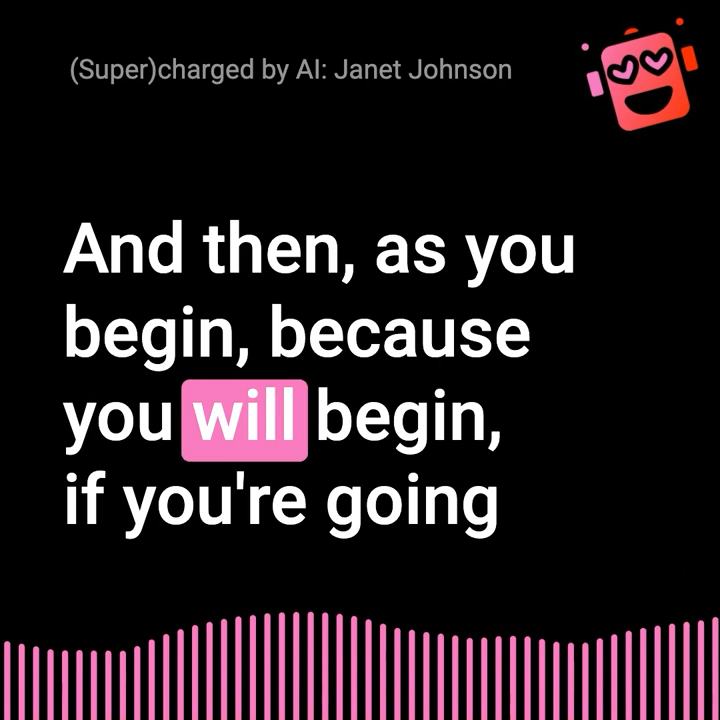 (Super)charged by AI: Janet Johnson
And then, as you
begin, because
you will begin,
if you're going